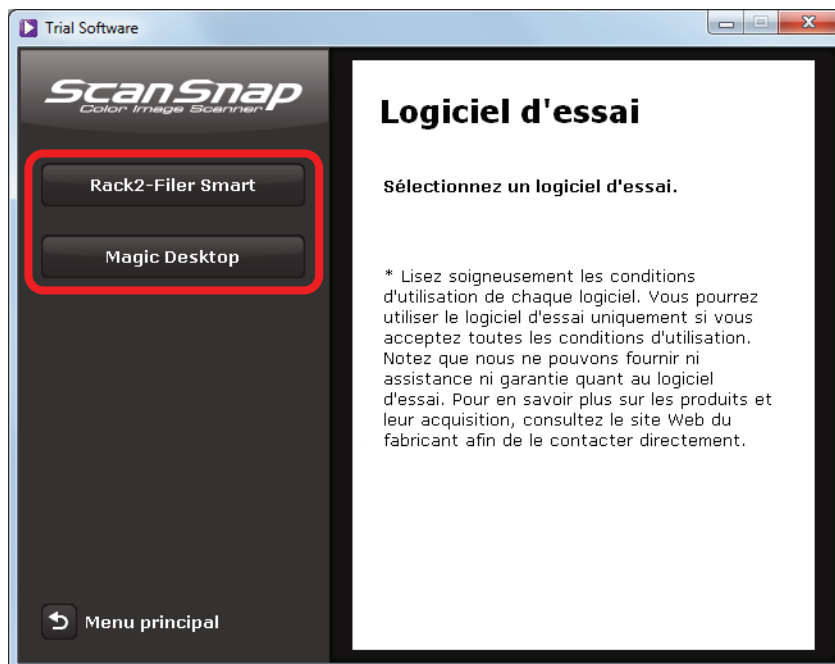 Trial Software
ScanSnap
Color Image Scanner
Rack2-Filer Smart
Magic Desktop
Menu principal
Logiciel d'essai
Sélectionnez un logiciel d'essai.
* Lisez soigneusement les conditions
d'utilisation de chaque logiciel. Vous pourrez
utiliser le logiciel d'essai uniquement si vous
acceptez toutes les conditions d'utilisation.
Notez que nous ne pouvons fournir ni
assistance ni garantie quant au logiciel
d'essai. Pour en savoir plus sur les produits et
leur acquisition, consultez le site Web du
fabricant afin de le contacter directement.